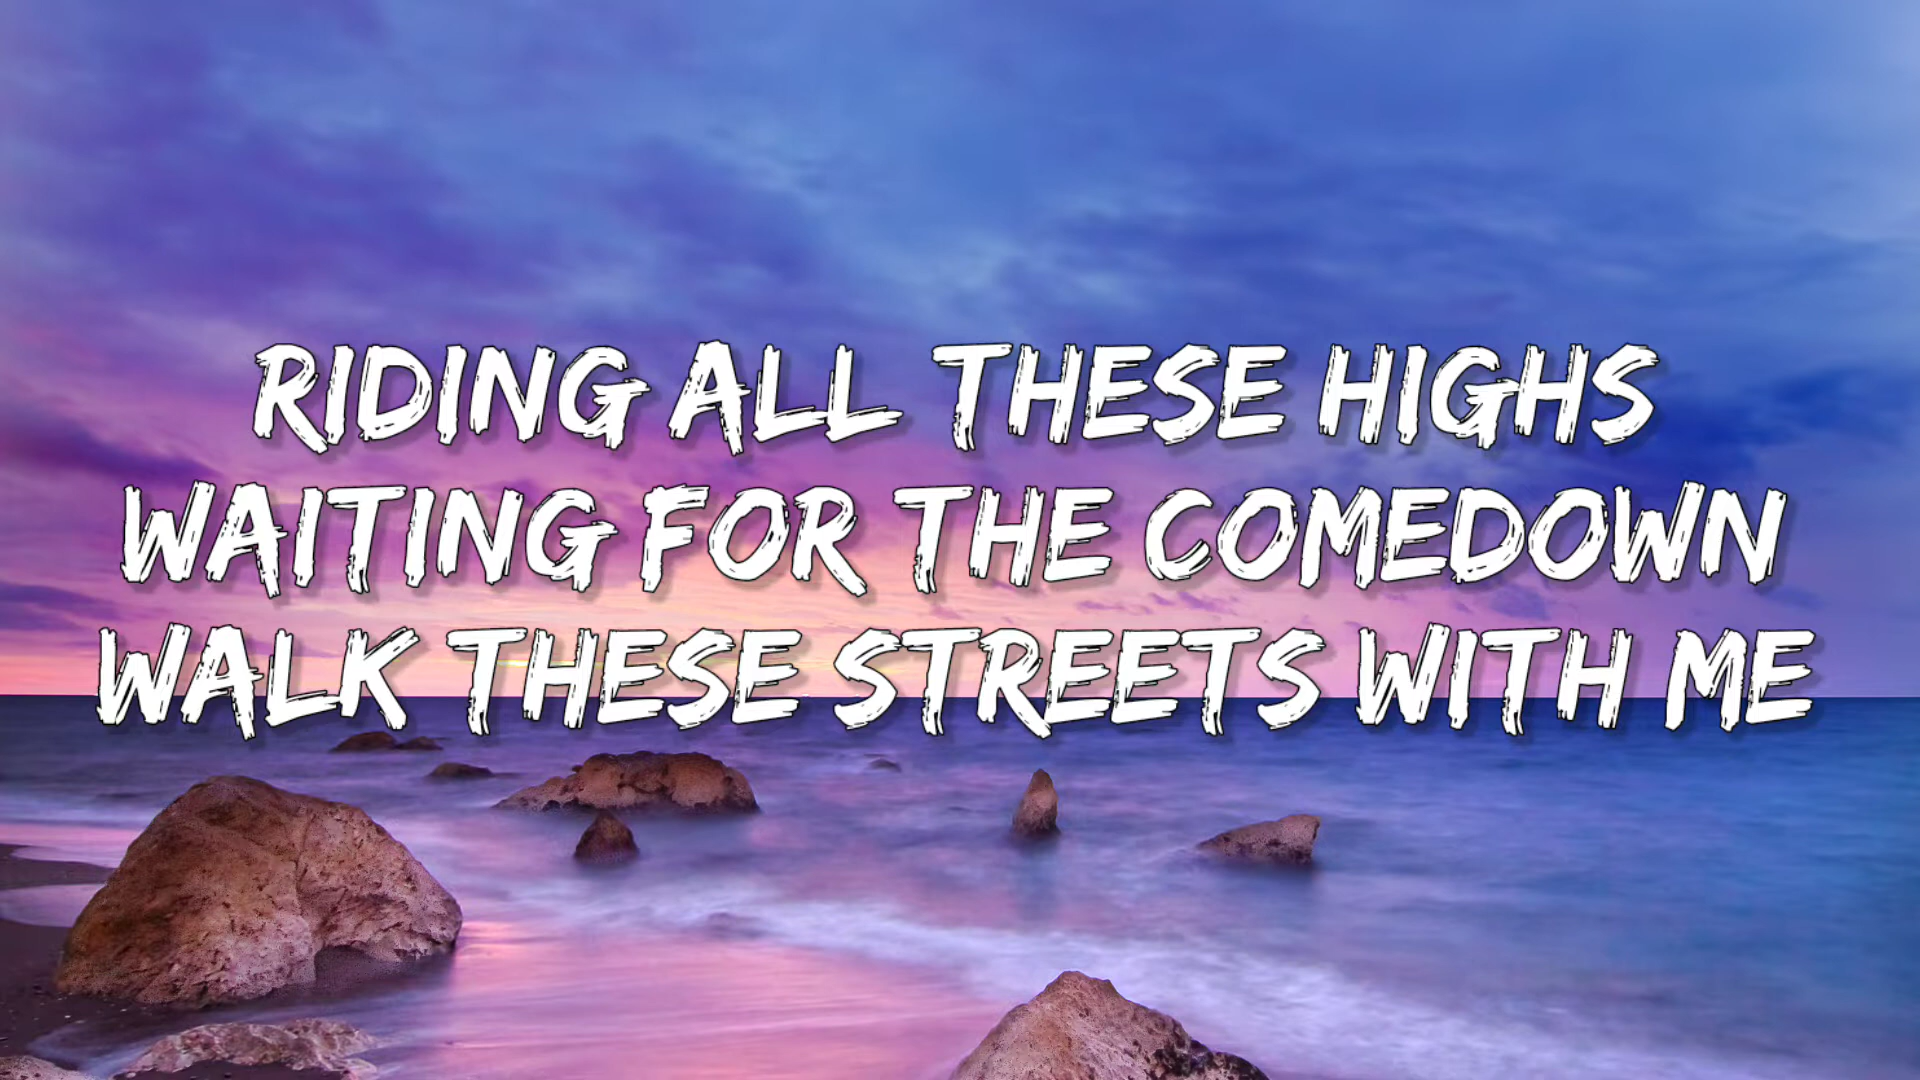 RIDING ALL THESE HIGHS
WAITING FOR THE COMEDOWN
WALK THESE STREETS WITH ME